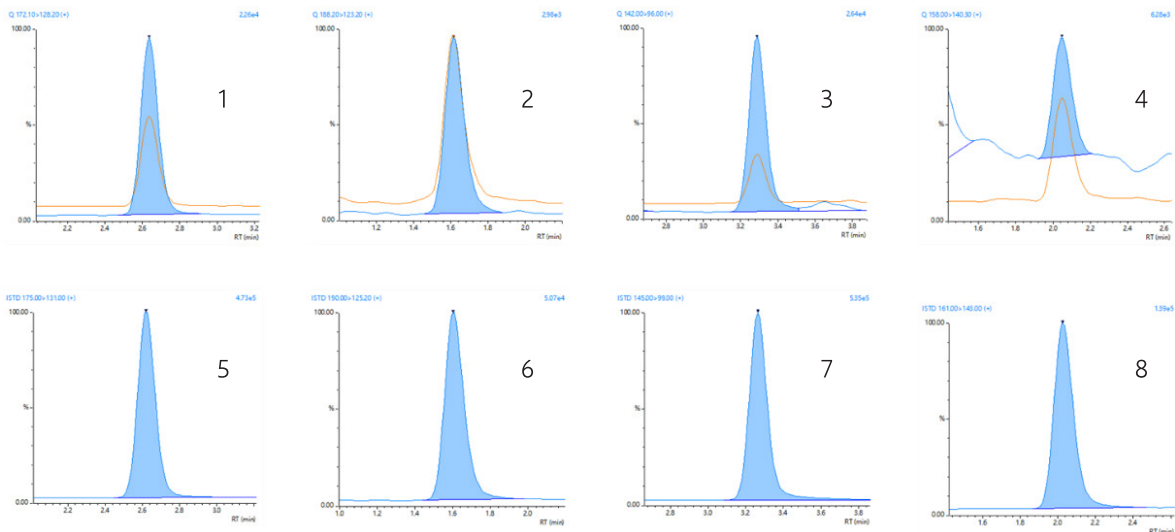 Q 172.10>128.20 (+) 2.26e4
100.00
%
0.00
2.2 2.4 2.6 2.8 3.0 3.2
RT (min)
1
Q 188.20>123.20 (+) 2.98e3
100.00
%
0.00
1.2 1.4 1.6 1.8 2.0
RT (min)
2
Q 142.00>96.00 (+) 2.64e4
100.00
%
0.00
2.8 3.0 3.2 3.4 3.6 3.8
RT (min)
3
Q 158.00>140.30 (+) 6.28e3
100.00
%
0.00
1.6 1.8 2.0 2.2 2.4 2.6
RT (min)
4
ISTD 175.00>131.00 (+) 4.73e5
100.00
%
0.00
2.2 2.4 2.6 2.8 3.0 3.2
RT (min)
5
ISTD 190.00>125.20 (+) 5.07e4
100.00
%
0.00
1.0 1.2 1.4 1.6 1.8 2.0
RT (min)
6
ISTD 145.00>99.00 (+) 5.35e5
100.00
%
0.00
2.8 3.0 3.2 3.4 3.6 3.8
RT (min)
7
ISTD 161.00>143.00 (+) 1.39e5
100.00
%
0.00
1.6 1.8 2.0 2.2 2.4
RT (min)
8